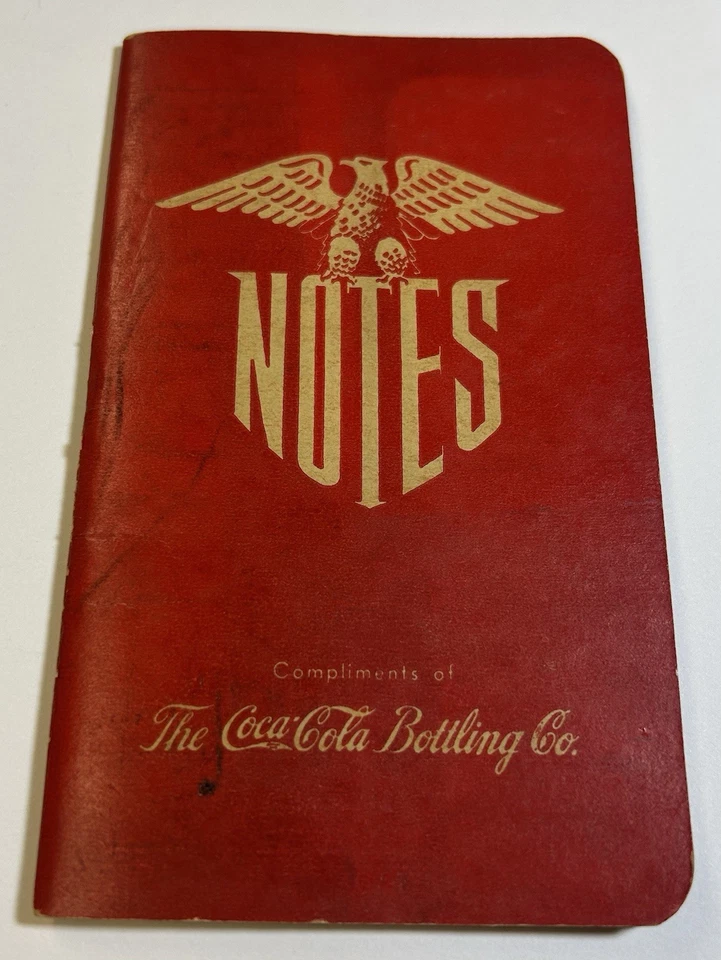 NOTES
Compliments of
The Coca-Cola Bottling Co.